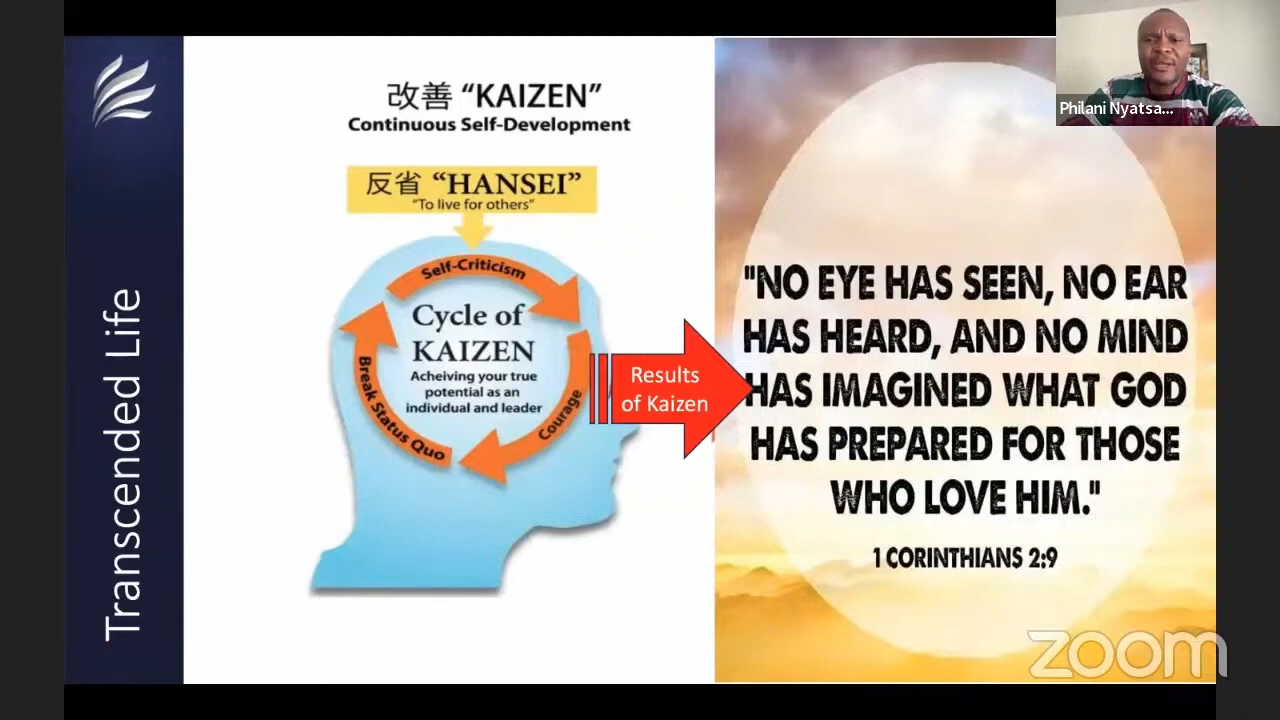 Transcended Life
改善 “KAIZEN”
Continuous Self-Development
反省 “HANSEI”
“To live for others”
Self-Criticism
Cycle of
KAIZEN
Acheiving your true
potential as an
individual and leader
Courage
Break Status Quo
Results
of Kaizen
"NO EYE HAS SEEN, NO EAR
HAS HEARD, AND NO MIND
HAS IMAGINED WHAT GOD
HAS PREPARED FOR THOSE
WHO LOVE HIM."
1 CORINTHIANS 2:9
Philani Nyatsa...
zoom